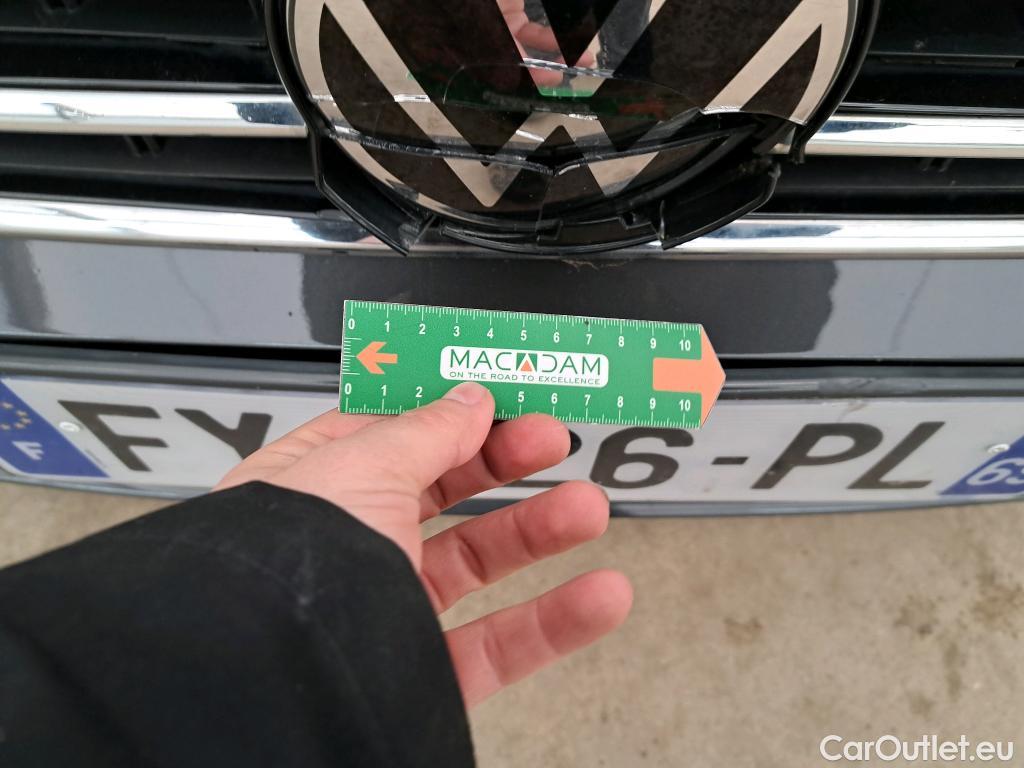 0 1 2 3 4 5 6 7 8 9 10
MACADAM
ON THE ROAD TO EXCELLENCE
0 1 2 5 6 7 8 9 10
F FY 26-PL 69
CarOutlet.eu